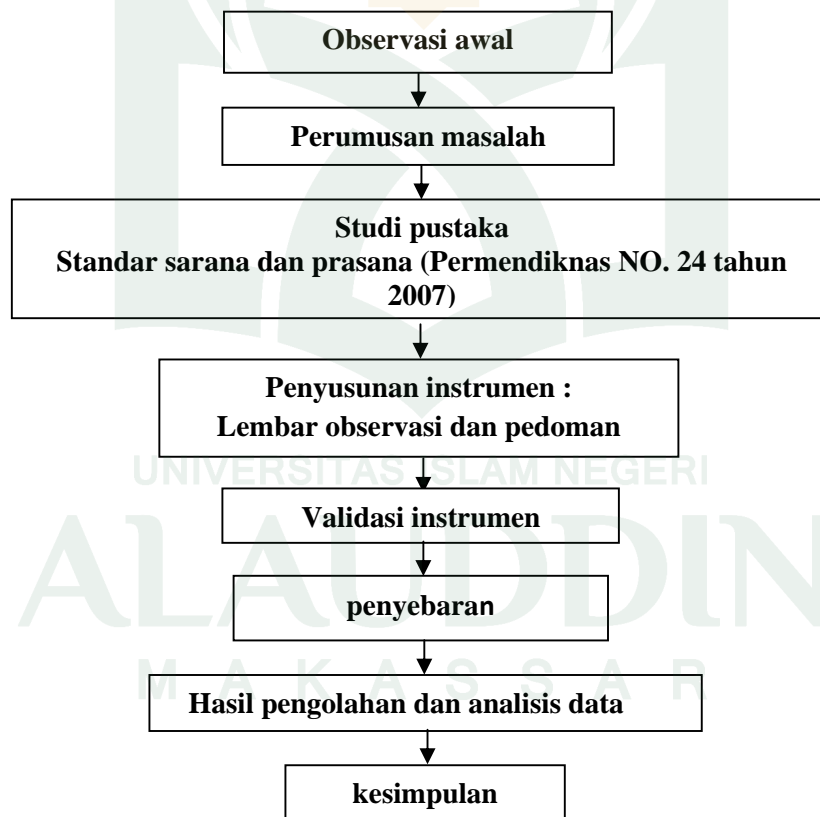 Observasi awal
Perumusan masalah
Studi pustaka
Standar sarana dan prasana (Permendiknas NO. 24 tahun
2007)
Penyusunan instrumen :
Lembar observasi dan pedoman
UNIVERSITAS ISLAM NEGERI
Validasi instrumen
ALAUDDIN
penyebaran
MAKASSAR
Hasil pengolahan dan analisis data
kesimpulan